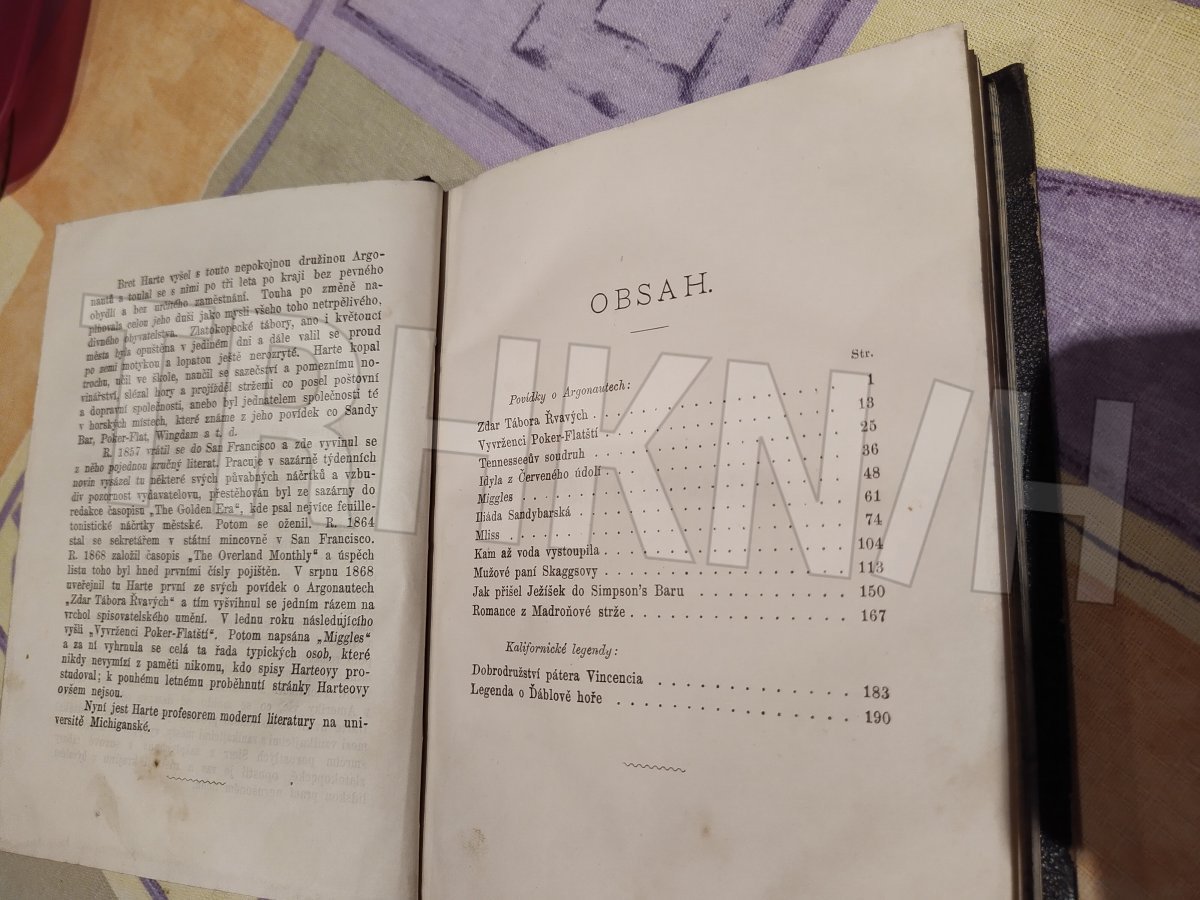 Bret Harte vyšel s touto nepokojnou družinou Argo-
nautů a toulal se s nimi po tři leta po kraji bez pevného
obydlí a bez určitého zaměstnání. Touha po změně na-
plňovala celou jeho duši jako mysli všeho toho netrpělivého,
divného obyvatelstva. Zlatokopecké tábory, ano i květoucí
města byla opuštěna v jediném dni a dále valil se proud
po zemi motykou a lopatou ještě nerozryté. Harte kopal
trochu, učil ve škole, naučil se sazečství a pomeznímu no-
vinářství, slézal hory a projížděl stržemi co posel poštovní
a dopravní společnosti, anebo byl jednatelem společnosti té
v horských místech, které známe z jeho povídek co Sandy
Bar, Poker-Flat, Wingdam a t. d.
R. 1857 vrátil se do San Francisco a zde vyvinul se
z něho pojednou zručný literat. Pracuje v sazárně týdenních
novin vysázel tu některé svých půvabných náčrtků a vzbu-
div pozornost vydavatelovu, přestěhován byl ze sazárny do
redakce časopisu „The Golden Era“, kde psal nejvíce feuille-
tonistické náčrtky městské. Potom se oženil. R. 1864
stal se sekretářem v státní mincovně v San Francisco.
R. 1868 založil časopis „The Overland Monthly“ a úspěch
listu toho byl hned prvními čísly pojištěn. V srpnu 1868
uveřejnil tu Harte první ze svých povídek o Argonautech
„Zdar Tábora Řvavých“ a tím vyšvihnul se jedním rázem na
vrchol spisovatelského umění. V lednu roku následujícího
vyšli „Vyvrženci Poker-Flatští“. Potom napsána „Miggles“
a za ní vyhrnula se celá ta řada typických osob, které
nikdy nevymizí z paměti nikomu, kdo spisy Harteovy pro-
studoval; k pouhému letnému proběhnutí stránky Harteovy
ovšem nejsou.
Nyní jest Harte profesorem moderní literatury na uni-
versitě Michiganské.
OBSAH.
Str.
Povídky o Argonautech:
Zdar Tábora Řvavých . . . . . . . . . . 1
Vyvrženci Poker-Flatští . . . . . . . . . . 13
Tennesseeův soudruh . . . . . . . . . . 25
Idyla z Červeného údolí . . . . . . . . . . 36
Miggles . . . . . . . . . . 48
Iliáda Sandybarská . . . . . . . . . . 61
Mliss . . . . . . . . . . 74
Kam až voda vystoupila . . . . . . . . . . 104
Mužové paní Skaggsovy . . . . . . . . . . 113
Jak přišel Ježíšek do Simpson's Baru . . . . . . . . . . 150
Romance z Madroňové strže . . . . . . . . . . 167
Kalifornické legendy:
Dobrodružství pátera Vincencia . . . . . . . . . . 183
Legenda o Ďáblově hoře . . . . . . . . . . 190
TRHKNIH